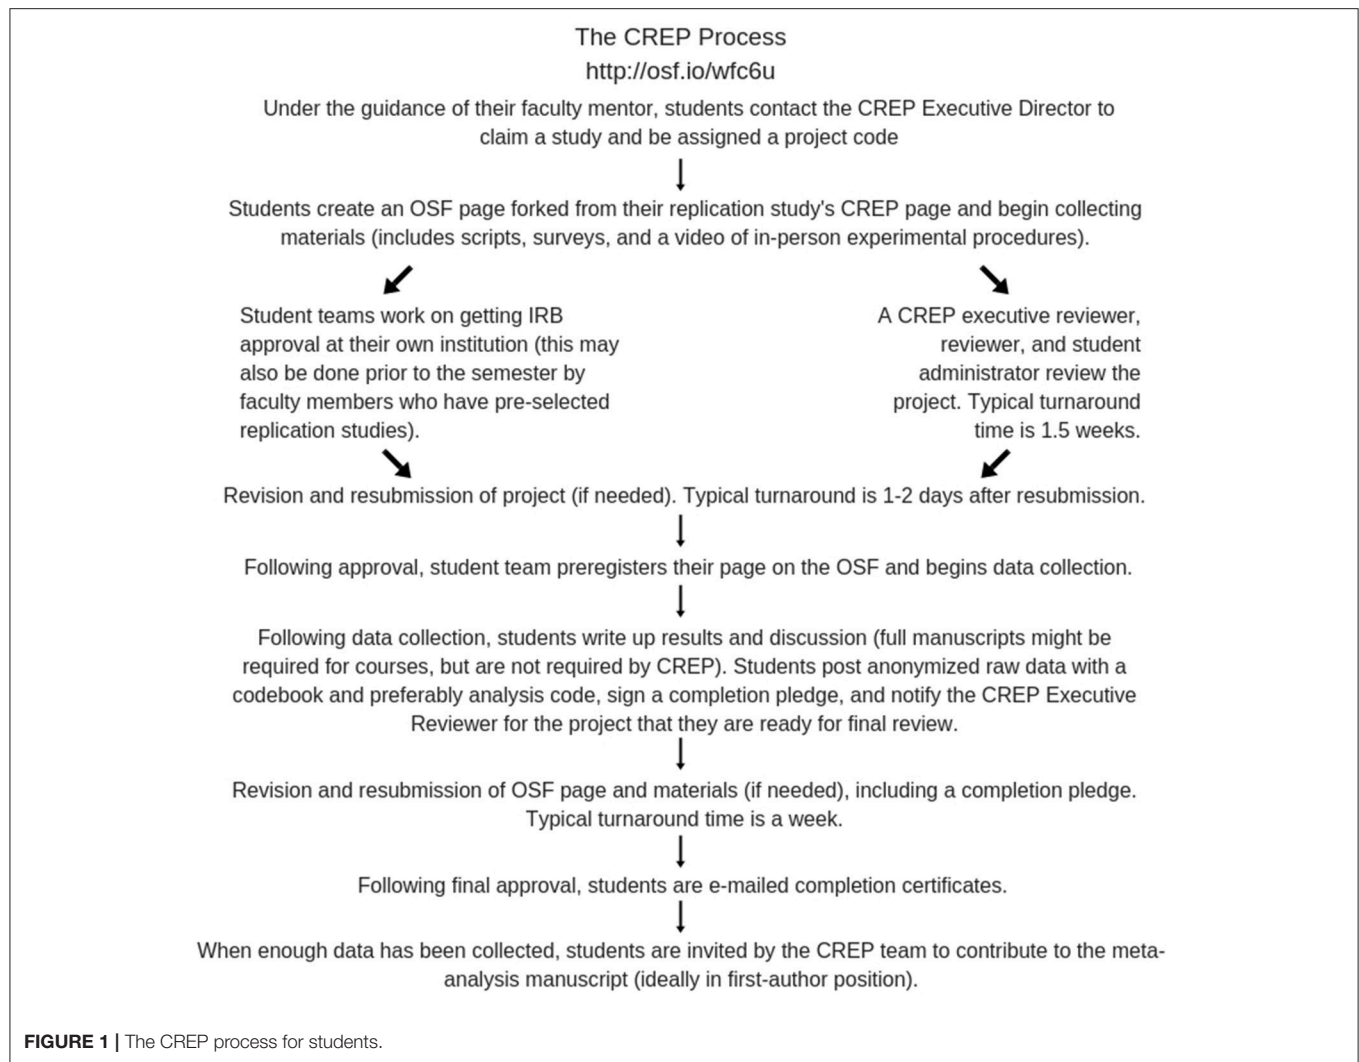 The CREP Process
http://osf.io/wfc6u
Under the guidance of their faculty mentor, students contact the CREP Executive Director to
claim a study and be assigned a project code
Students create an OSF page forked from their replication study's CREP page and begin collecting
materials (includes scripts, surveys, and a video of in-person experimental procedures).
Student teams work on getting IRB
approval at their own institution (this may
also be done prior to the semester by
faculty members who have pre-selected
replication studies).
A CREP executive reviewer,
reviewer, and student
administrator review the
project. Typical turnaround
time is 1.5 weeks.
Revision and resubmission of project (if needed). Typical turnaround is 1-2 days after resubmission.
Following approval, student team preregisters their page on the OSF and begins data collection.
Following data collection, students write up results and discussion (full manuscripts might be
required for courses, but are not required by CREP). Students post anonymized raw data with a
codebook and preferably analysis code, sign a completion pledge, and notify the CREP Executive
Reviewer for the project that they are ready for final review.
Revision and resubmission of OSF page and materials (if needed), including a completion pledge.
Typical turnaround time is a week.
Following final approval, students are e-mailed completion certificates.
When enough data has been collected, students are invited by the CREP team to contribute to the meta-
analysis manuscript (ideally in first-author position).
FIGURE 1 | The CREP process for students.